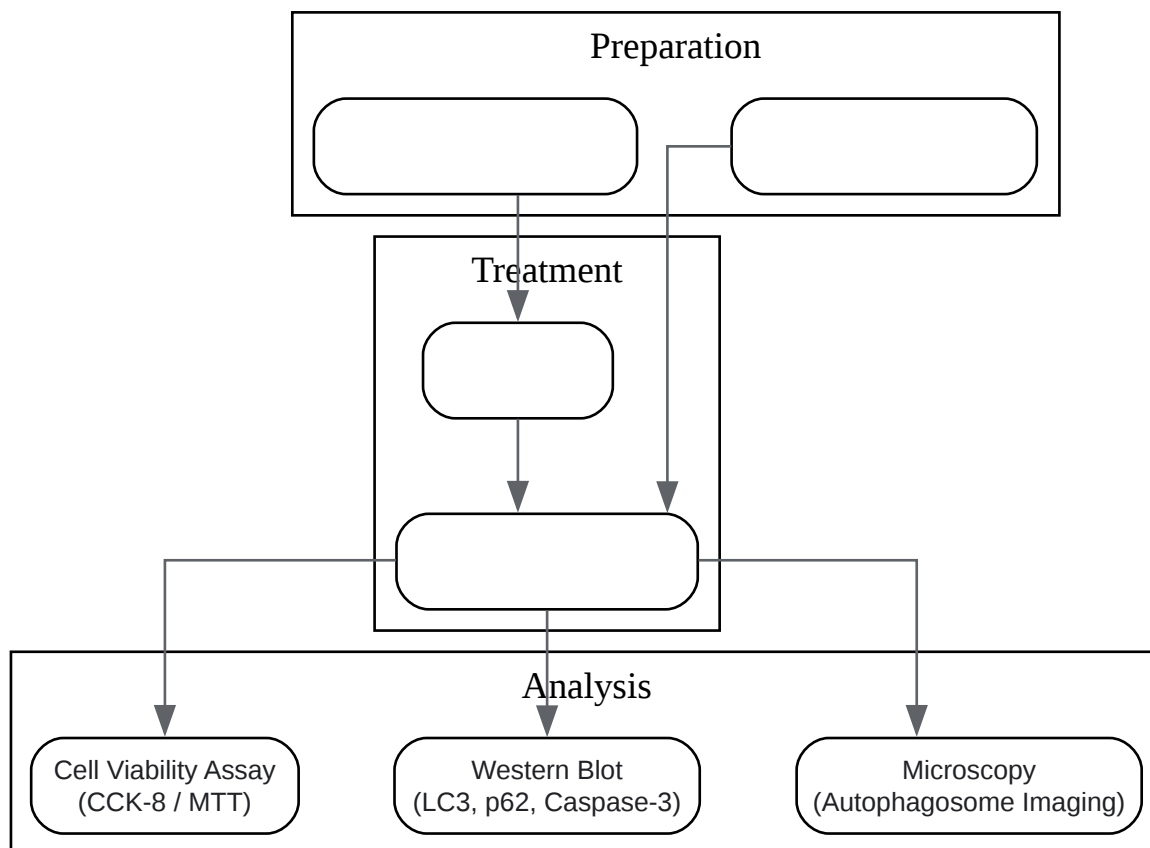 Preparation
Treatment
Analysis
Cell Viability Assay
(CCK-8 / MTT)
Western Blot
(LC3, p62, Caspase-3)
Microscopy
(Autophagosome Imaging)